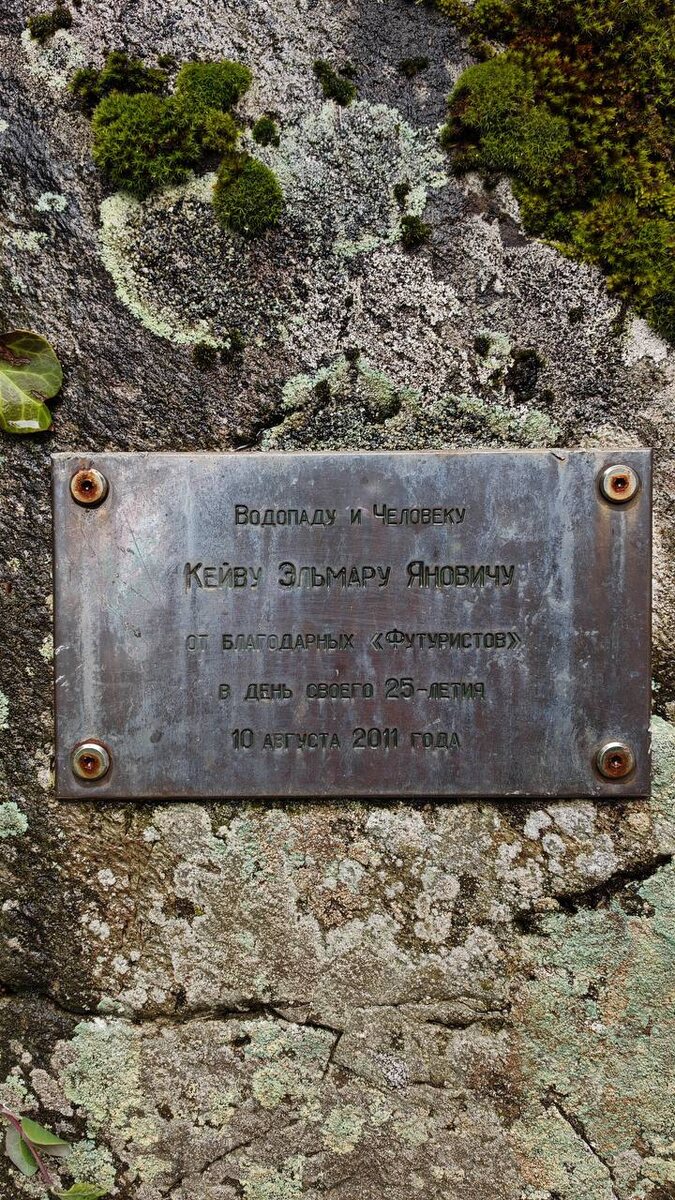 Водопаду и Человеку
Кейву Эльмару Яновичу
от благодарных «Футуристов»
в день своего 25-летия
10 августа 2011 года